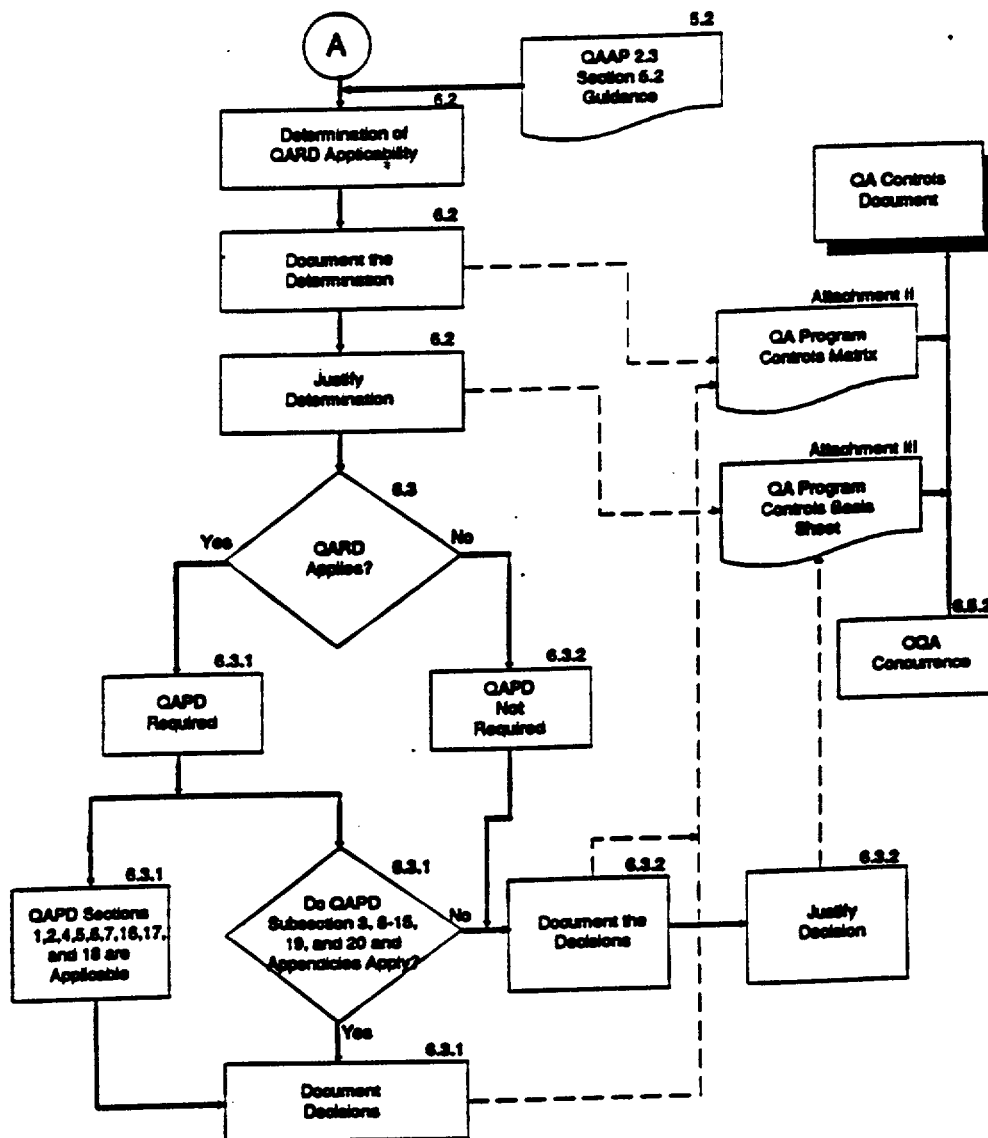 A
5.2
QAAP 2.3
Section 5.2
Guidance
6.2
Determination of
QARD Applicability
QA Controls
Document
6.2
Document the
Determination
Attachment II
QA Program
Controls Matrix
6.2
Justify
Determination
Attachment III
QA Program
Controls Basis
Sheet
6.3
Yes
No
QARD
Applies?
6.5.2
OQA
Concurrence
6.3.1
QAPD
Required
6.3.2
QAPD
Not
Required
6.3.1
QAPD Sections
1,2,4,5,6,7,16,17,
and 18 are
Applicable
6.3.1
Do QAPD
Subsection 3, 8-15,
19, and 20 and
Appendicies Apply?
No
Yes
6.3.2
Document the
Decisions
6.3.2
Justify
Decision
6.3.1
Document
Decisions